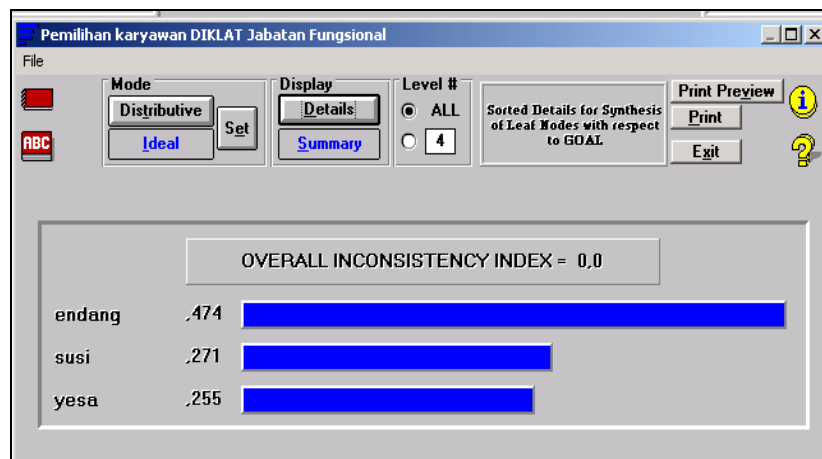 Pemilihan karyawan DIKLAT Jabatan Fungsional
File
Mode
Distributive
Ideal
Set
Display
Details
Summary
Level #
ALL
4
Sorted Details for Synthesis
of Leaf Nodes with respect
to GOAL
Print Preview
Print
Exit
i
?
ABC
OVERALL INCONSISTENCY INDEX = 0,0
endang ,474
susi ,271
yesa ,255